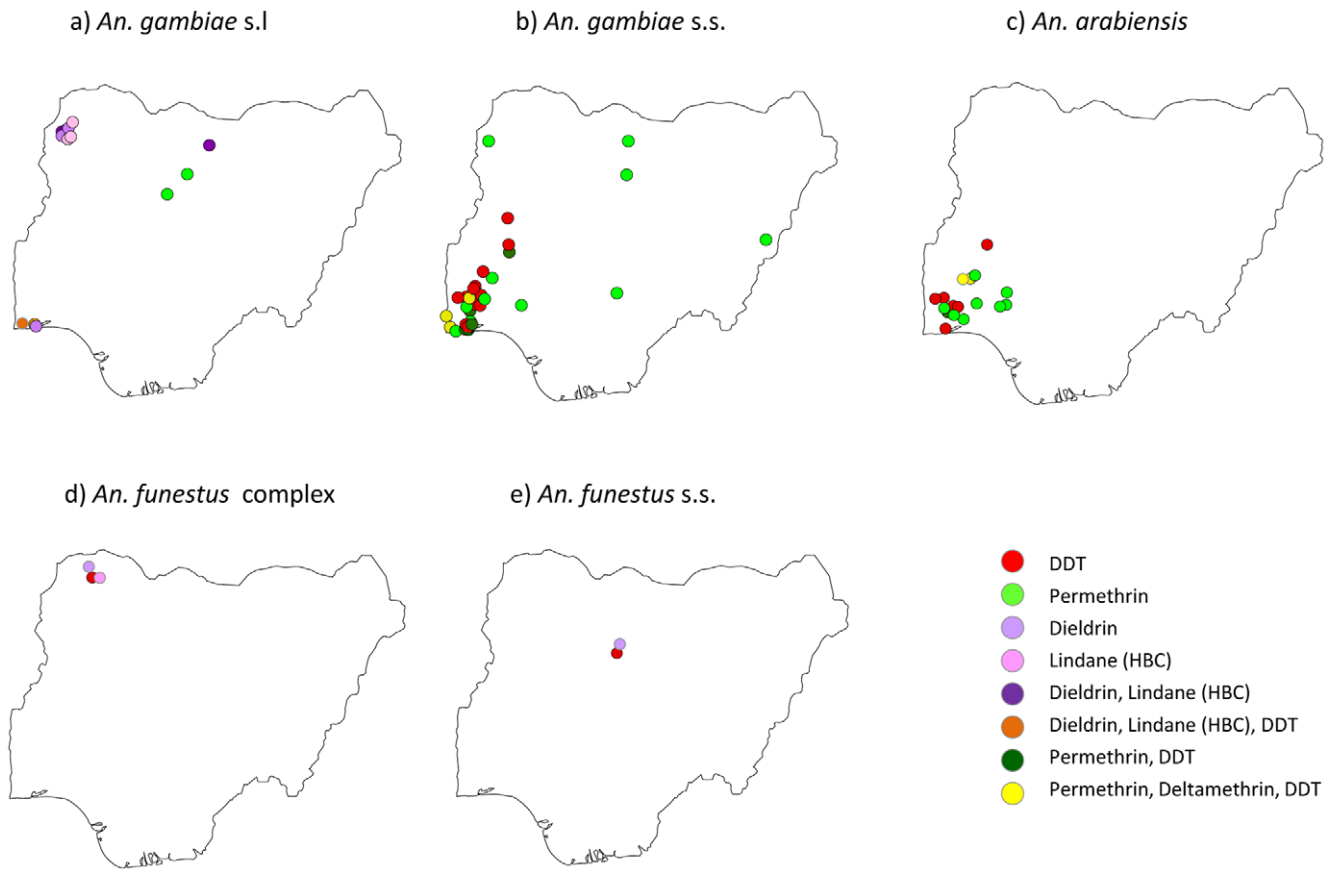 a) An. gambiae s.l
b) An. gambiae s.s.
c) An. arabiensis
d) An. funestus complex
e) An. funestus s.s.
DDT
Permethrin
Dieldrin
Lindane (HBC)
Dieldrin, Lindane (HBC)
Dieldrin, Lindane (HBC), DDT
Permethrin, DDT
Permethrin, Deltamethrin, DDT